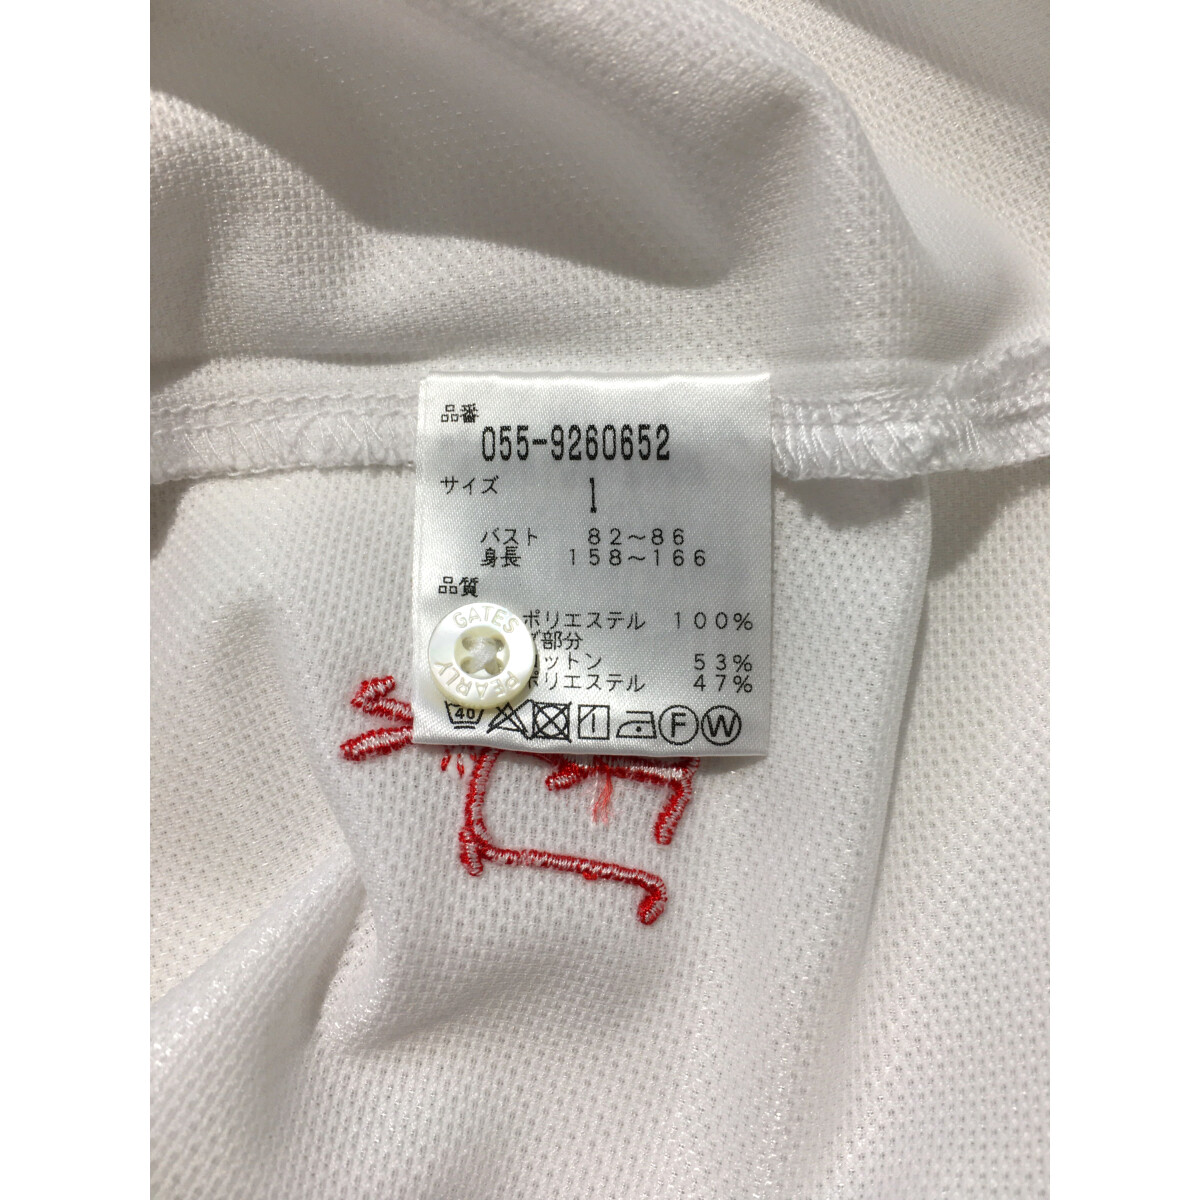 品番
055-9260652
サイズ 1
バスト 82～86
身長 158～166
品質
ポリエステル 100%
部分
ットン 53%
ポリエステル 47%
40 F W
PEARLY GATES